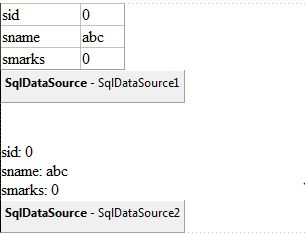 sid 0
sname abc
smarks 0
SqlDataSource - SqlDataSource1
sid: 0
sname: abc
smarks: 0
SqlDataSource - SqlDataSource2